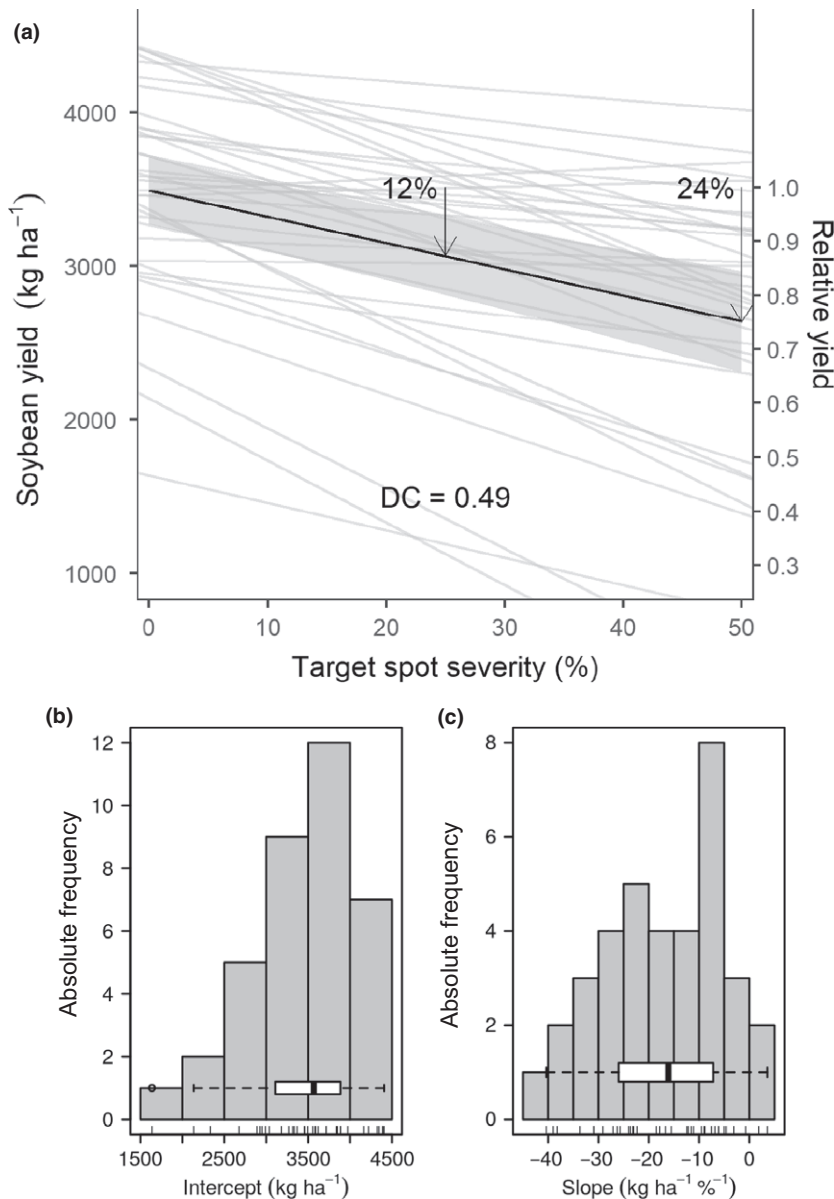 (a)
4000
3000
2000
1000
Soybean yield (kg ha⁻¹)
12%
24%
DC = 0.49
1.0
0.9
0.8
0.7
0.6
0.5
0.4
0.3
Relative yield
0 10 20 30 40 50
Target spot severity (%)
(b)
12
10
8
6
4
2
0
Absolute frequency
1500 2500 3500 4500
Intercept (kg ha⁻¹)
(c)
8
6
4
2
0
Absolute frequency
−40 −30 −20 −10 0
Slope (kg ha⁻¹ %⁻¹)